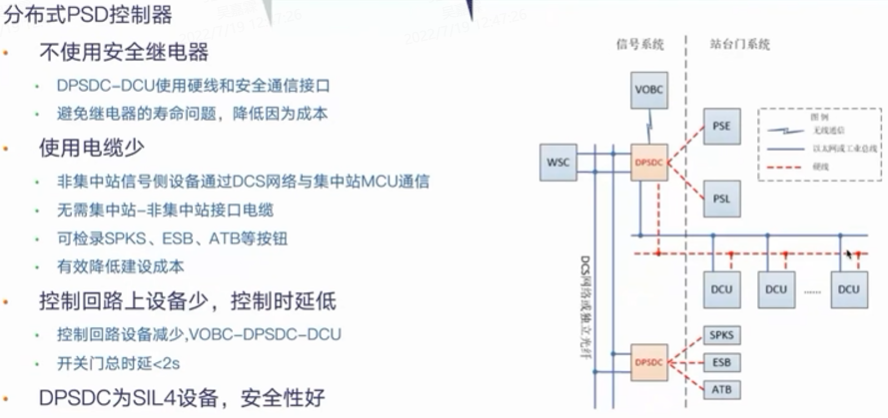 分布式PSD控制器
不使用安全继电器
DPSDC-DCU使用硬线和安全通信接口
避免继电器的寿命问题，降低因为成本
使用电缆少
非集中站信号侧设备通过DCS网络与集中站MCU通信
无需集中站-非集中站接口电缆
可检录SPKS、ESB、ATB等按钮
有效降低建设成本
控制回路上设备少，控制时延低
控制回路设备减少,VOBC-DPSDC-DCU
开关门总时延<2s
DPSDC为SIL4设备，安全性好
信号系统
站台门系统
VOBC
PSE
图例
无线通信
以太网或工业总线
硬线
WSC
DPSDC
PSL
DCS网络或独立光纤
DCU
DCU
......
DCU
DPSDC
SPKS
ESB
ATB